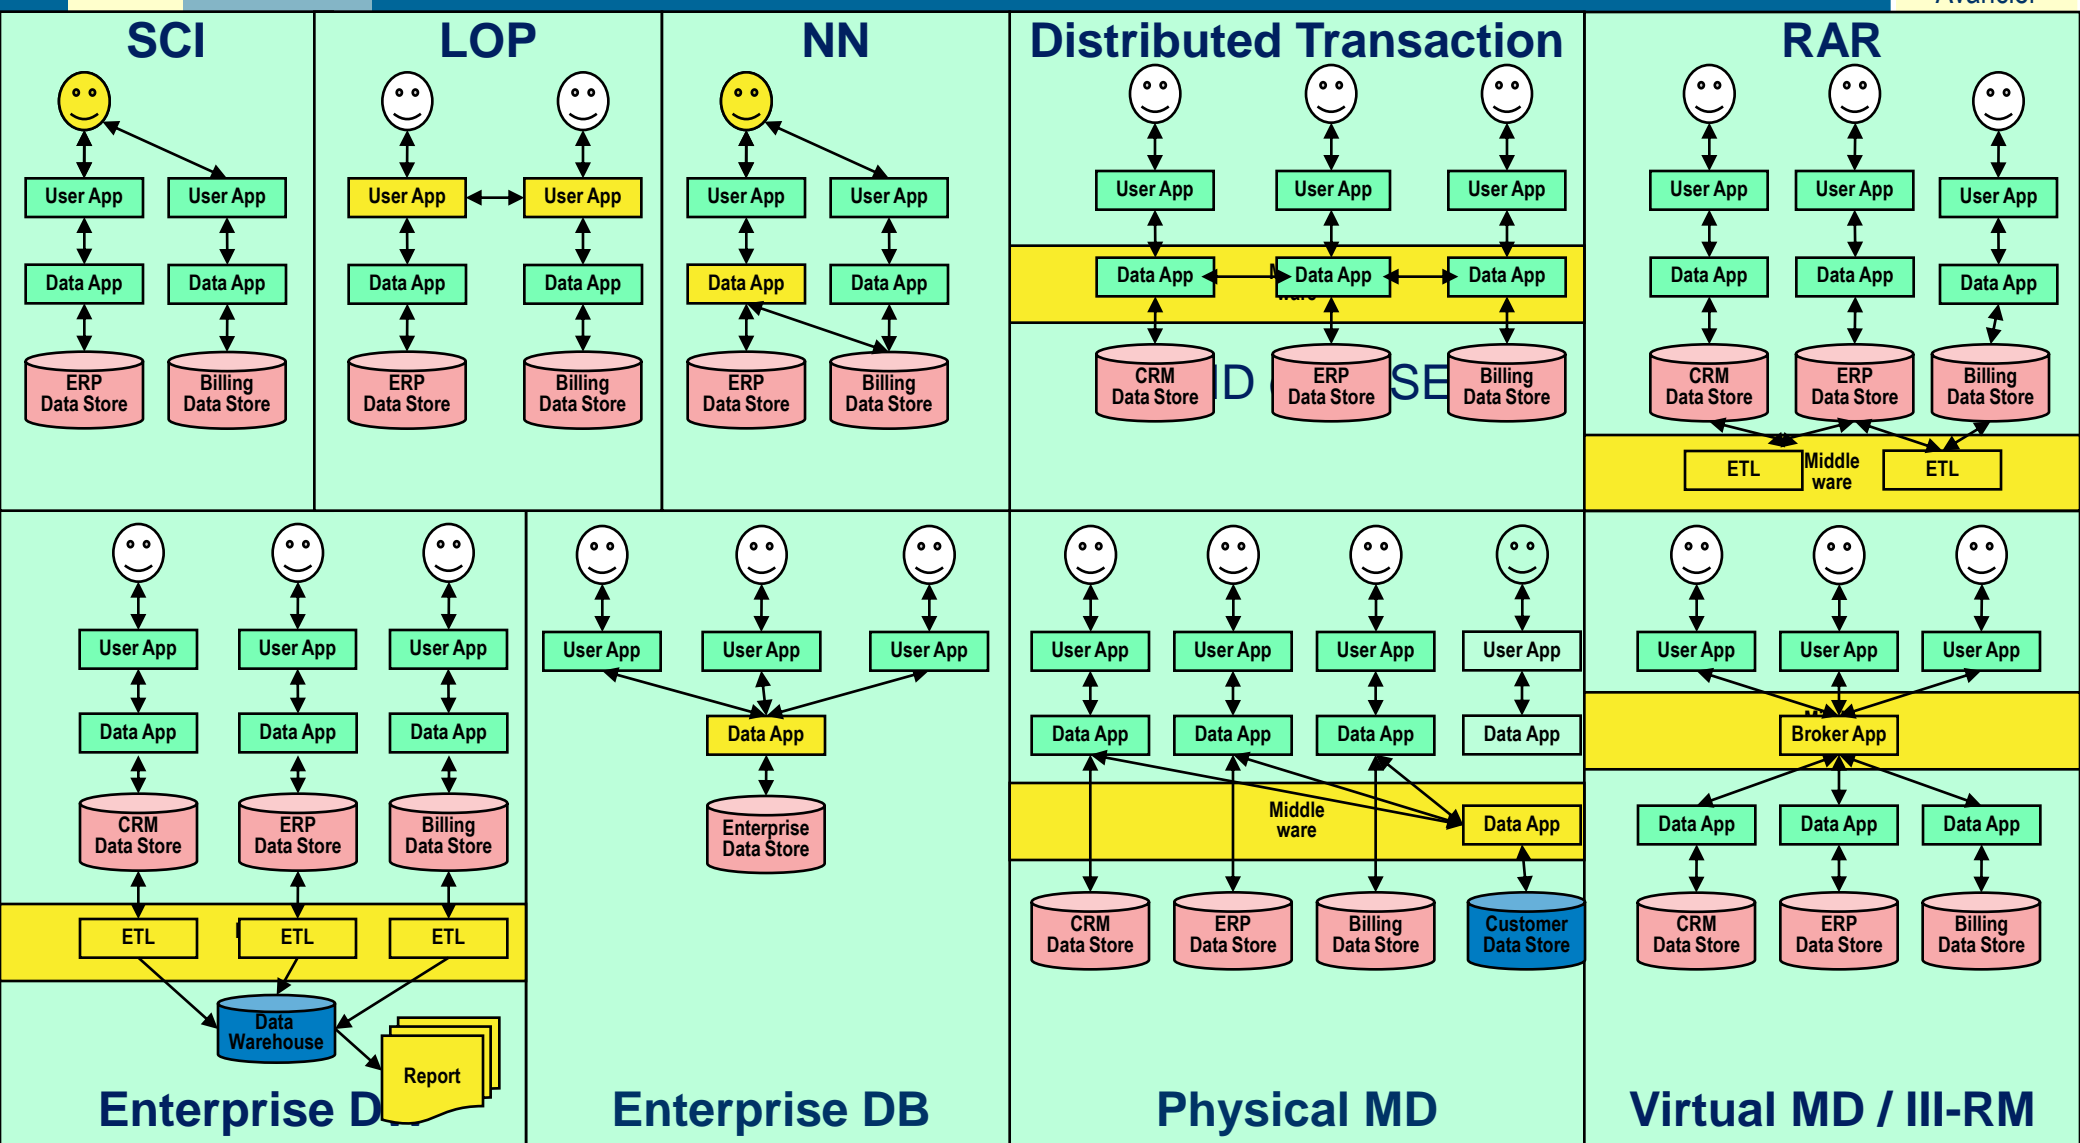 Avancier
SCI
LOP
NN
Distributed Transaction
RAR
User App
User App
Data App
Data App
ERP
Data Store
Billing
Data Store
User App
User App
Data App
Data App
ERP
Data Store
Billing
Data Store
User App
User App
Data App
Data App
ERP
Data Store
Billing
Data Store
User App
User App
User App
Data App
Data App
Data App
ware
CRM
Data Store
ERP
Data Store
Billing
Data Store
User App
User App
User App
Data App
Data App
Data App
CRM
Data Store
ERP
Data Store
Billing
Data Store
ETL
Middle
ware
ETL
User App
User App
User App
Data App
Data App
Data App
CRM
Data Store
ERP
Data Store
Billing
Data Store
ETL
ETL
ETL
Data
Warehouse
Report
Enterprise
User App
User App
User App
Data App
Enterprise
Data Store
Enterprise DB
User App
User App
User App
User App
Data App
Data App
Data App
Data App
Middle
ware
Data App
CRM
Data Store
ERP
Data Store
Billing
Data Store
Customer
Data Store
Physical MD
User App
User App
User App
Broker App
Data App
Data App
Data App
CRM
Data Store
ERP
Data Store
Billing
Data Store
Virtual MD / III-RM